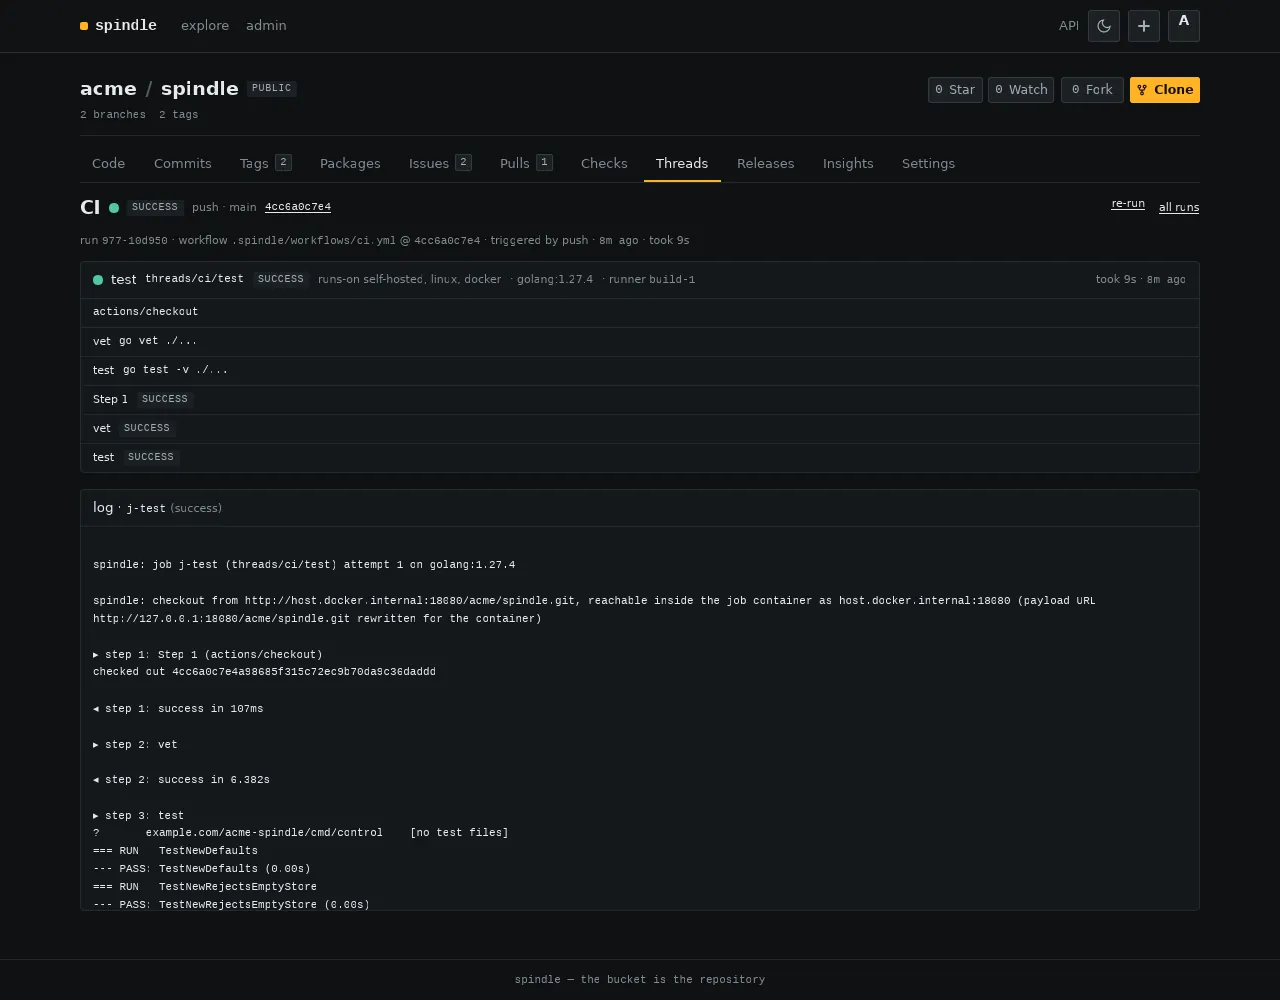 spindle explore admin API A
acme / spindle PUBLIC
0 Star 0 Watch 0 Fork Clone
2 branches 2 tags
Code Commits Tags 2 Packages Issues 2 Pulls 1 Checks Threads Releases Insights Settings
CI SUCCESS push · main 4cc6a0c7e4 re-run all runs
run 977-10d950 · workflow .spindle/workflows/ci.yml @ 4cc6a0c7e4 · triggered by push · 8m ago · took 9s
test threads/ci/test SUCCESS runs-on self-hosted, linux, docker · golang:1.27.4 · runner build-1 took 9s · 8m ago
actions/checkout
vet go vet ./...
test go test -v ./...
Step 1 SUCCESS
vet SUCCESS
test SUCCESS
log · j-test (success)
spindle: job j-test (threads/ci/test) attempt 1 on golang:1.27.4
spindle: checkout from http://host.docker.internal:18080/acme/spindle.git, reachable inside the job container as host.docker.internal:18080 (payload URL
http://127.0.0.1:18080/acme/spindle.git rewritten for the container)
▸ step 1: Step 1 (actions/checkout)
checked out 4cc6a0c7e4a98685f315c72ec9b70da9c36daddd
◂ step 1: success in 107ms
▸ step 2: vet
◂ step 2: success in 6.382s
▸ step 3: test
? example.com/acme-spindle/cmd/control [no test files]
=== RUN TestNewDefaults
--- PASS: TestNewDefaults (0.00s)
=== RUN TestNewRejectsEmptyStore
--- PASS: TestNewRejectsEmptyStore (0.00s)
spindle — the bucket is the repository